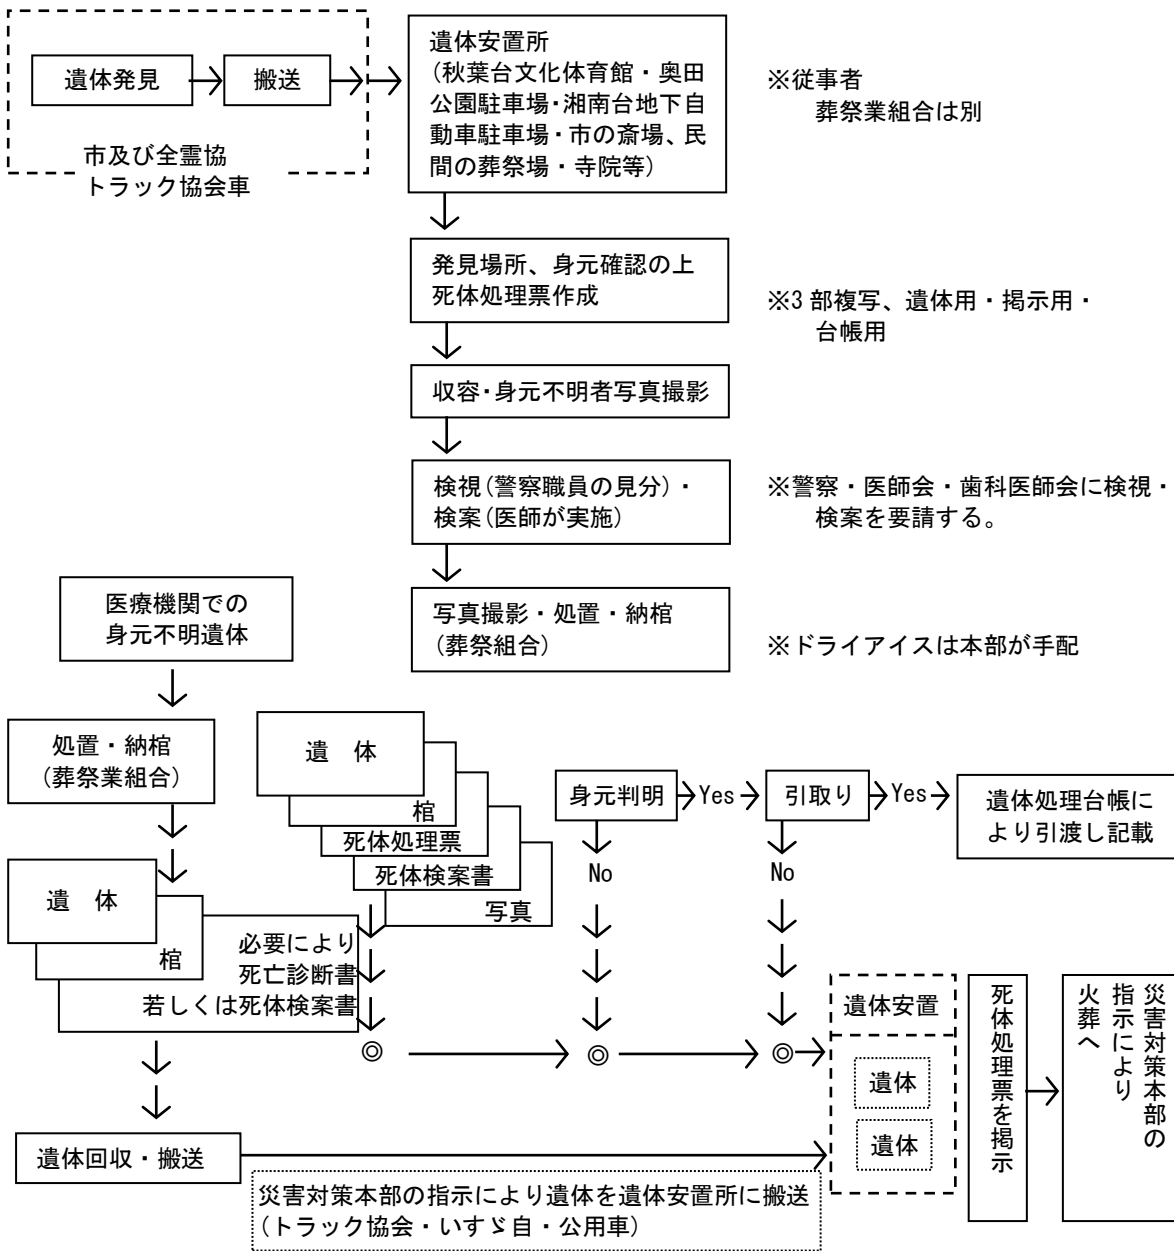 遺体発見
搬送
市及び全霊協
トラック協会車
遺体安置所
(秋葉台文化体育館・奥田
公園駐車場・湘南台地下自
動車駐車場・市の斎場、民
間の葬祭場・寺院等)
※従事者
葬祭業組合は別
発見場所、身元確認の上
死体処理票作成
※3部複写、遺体用・掲示用・
台帳用
収容・身元不明者写真撮影
検視(警察職員の見分)・
検案(医師が実施)
※警察・医師会・歯科医師会に検視・
検案を要請する。
写真撮影・処置・納棺
(葬祭組合)
※ドライアイスは本部が手配
医療機関での
身元不明遺体
処置・納棺
(葬祭業組合)
遺　体
棺
必要により
死亡診断書
若しくは死体検案書
遺体回収・搬送
遺　体
棺
死体処理票
死体検案書
写真
身元判明
Yes
引取り
Yes
遺体処理台帳に
より引渡し記載
No
No
◎
◎
◎
遺体安置
遺体
遺体
死体処理票を掲示
災害対策本部の
指示により
火葬へ
災害対策本部の指示により遺体を遺体安置所に搬送
(トラック協会・いすゞ自・公用車)